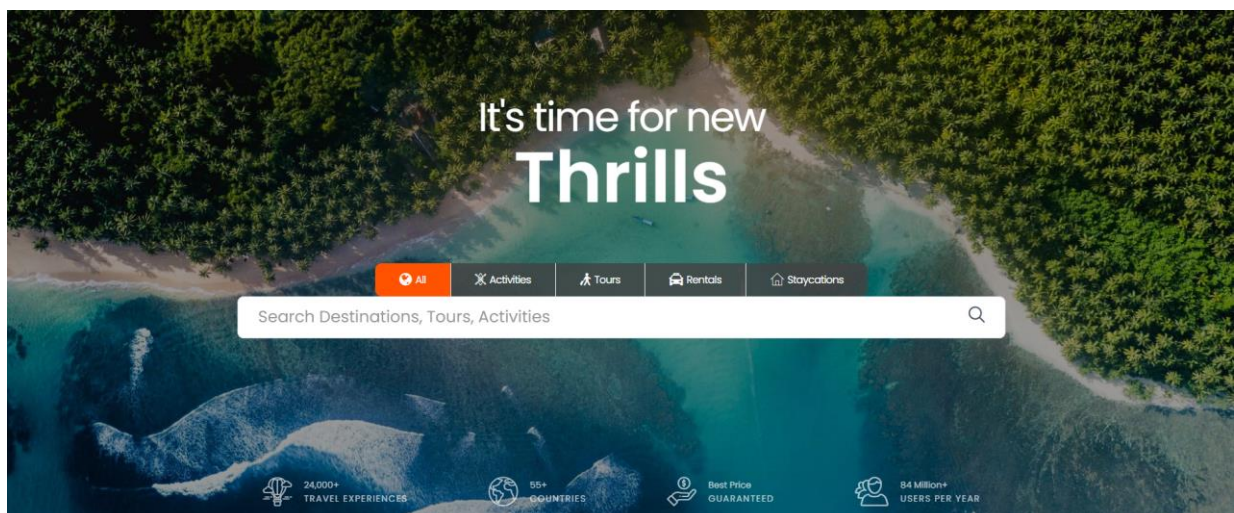 It's time for new
Thrills
All
Activities
Tours
Rentals
Staycations
Search Destinations, Tours, Activities
24,000+
TRAVEL EXPERIENCES
55+
COUNTRIES
Best Price
GUARANTEED
84 Million+
USERS PER YEAR